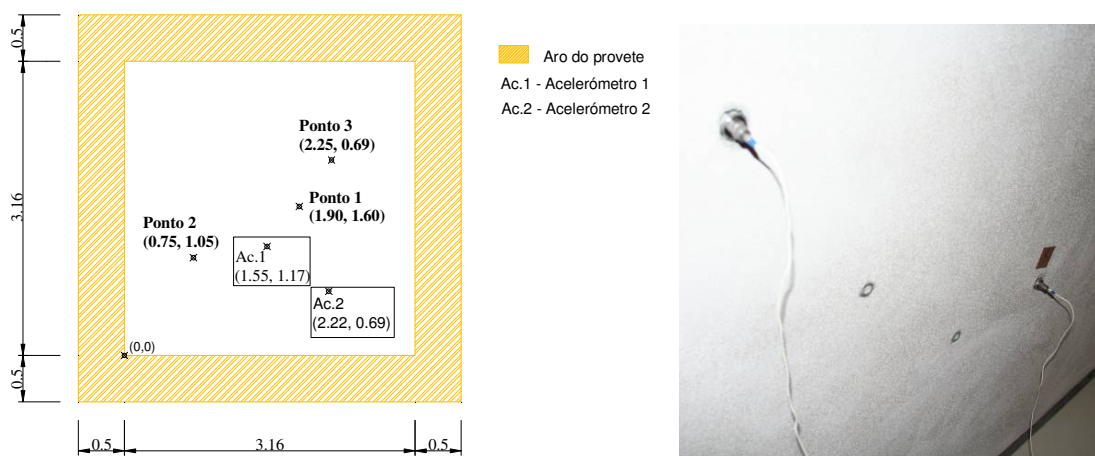 0.5
3.16
0.5
Ponto 3
(2.25, 0.69)
Ponto 1
(1.90, 1.60)
Ponto 2
(0.75, 1.05)
Ac.1
(1.55, 1.17)
Ac.2
(2.22, 0.69)
(0,0)
0.5
3.16
0.5
Aro do provete
Ac.1 - Acelerómetro 1
Ac.2 - Acelerómetro 2